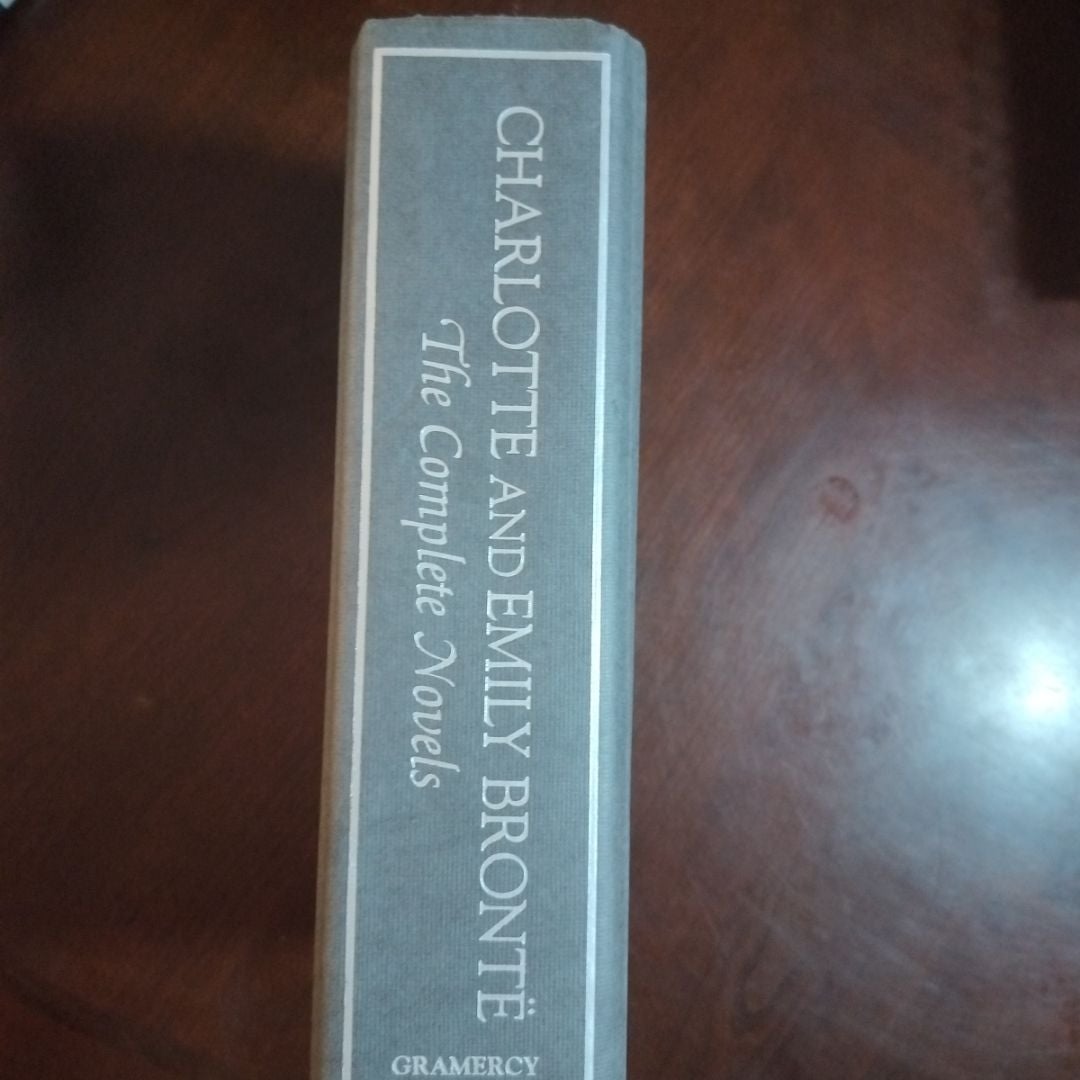 CHARLOTTE AND EMILY BRONTË
The Complete Novels
GRAMERCY